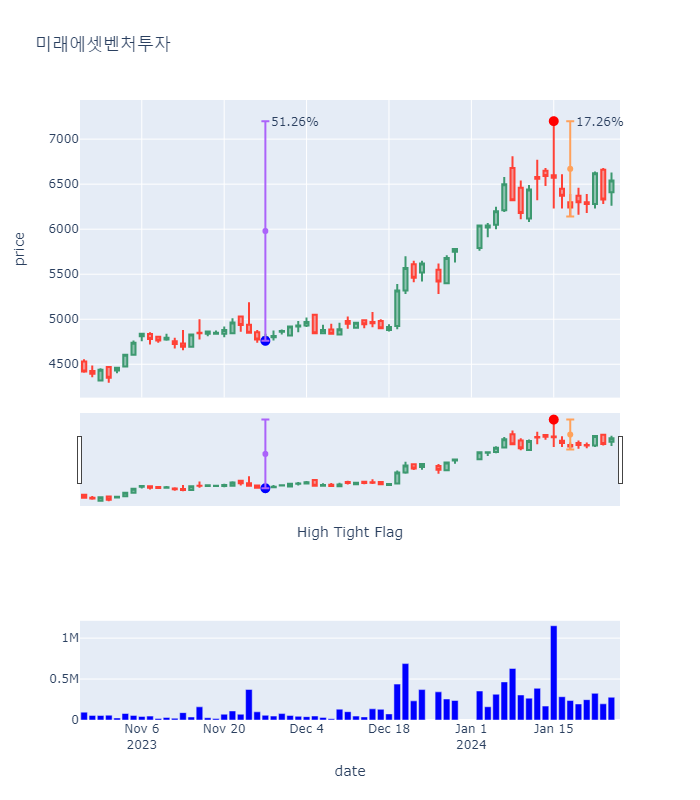 미래에셋벤처투자
51.26%
17.26%
7000
6500
6000
5500
5000
4500
price
High Tight Flag
1M
0.5M
0
Nov 6
2023
Nov 20
Dec 4
Dec 18
Jan 1
2024
Jan 15
date